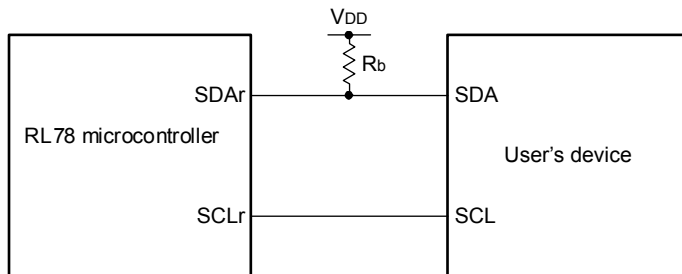 VDD
Rb
SDAr
SDA
RL78 microcontroller
User's device
SCLr
SCL